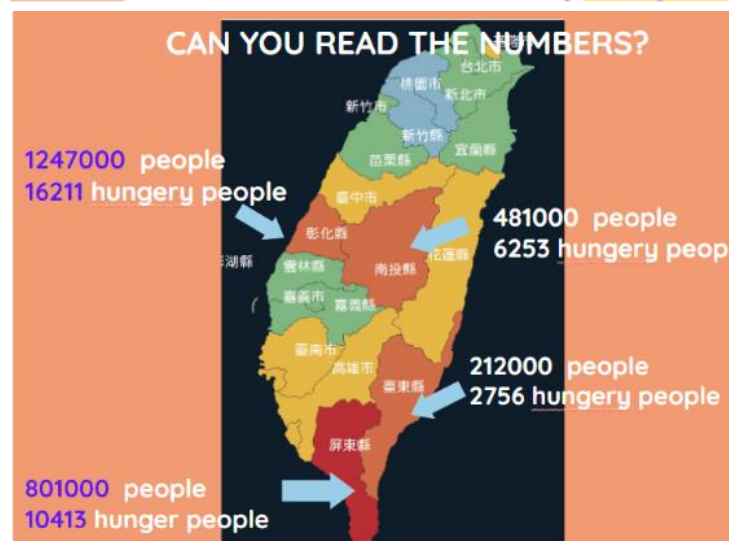 CAN YOU READ THE NUMBERS?
台北市
桃園市
新北市
新竹市
新竹縣
宜蘭縣
苗栗縣
1247000 people
16211 hungery people
臺中市
481000 people
6253 hungery peop
彰化縣
花蓮縣
南投縣
雲林縣
湖縣
嘉義市
嘉義縣
臺南市
高雄市
臺東縣
212000 people
2756 hungery people
屏東縣
801000 people
10413 hunger people